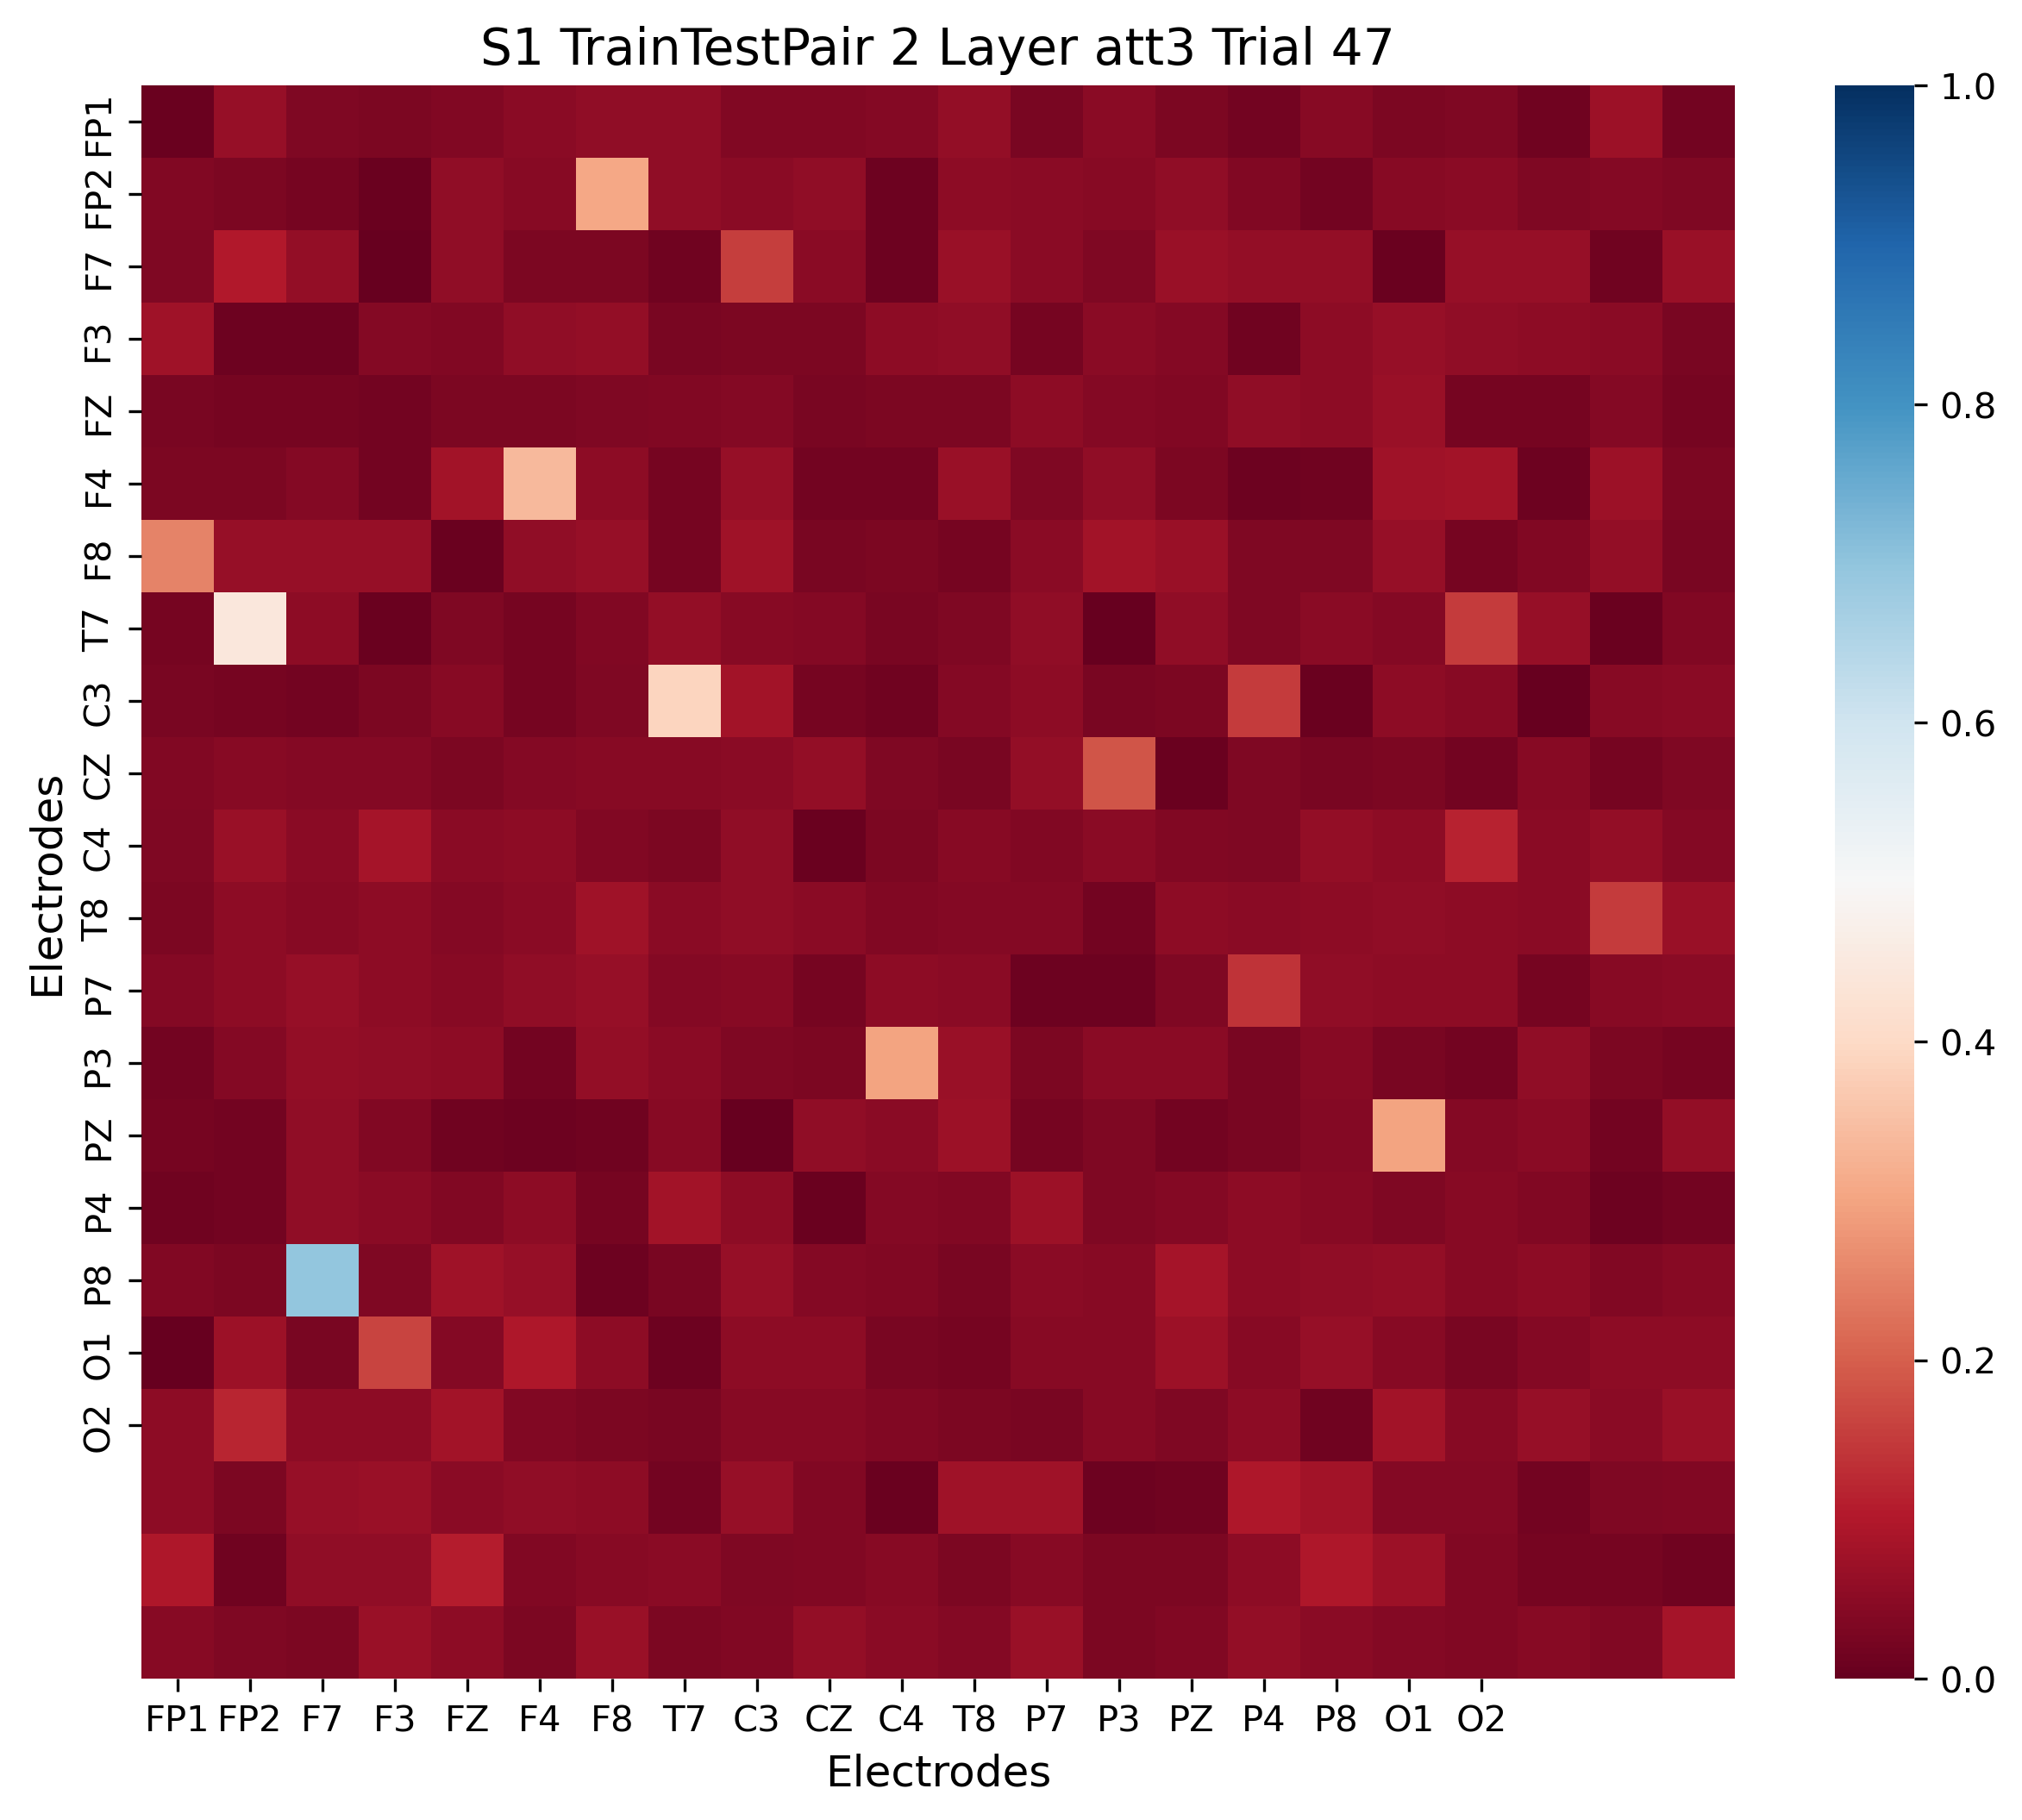 S1 TrainTestPair 2 Layer att3 Trial 47
Electrodes
FP1
FP2
F7
F3
FZ
F4
F8
T7
C3
CZ
C4
T8
P7
P3
PZ
P4
P8
O1
O2
FP1 FP2 F7 F3 FZ F4 F8 T7 C3 CZ C4 T8 P7 P3 PZ P4 P8 O1 O2
Electrodes
1.0
0.8
0.6
0.4
0.2
0.0